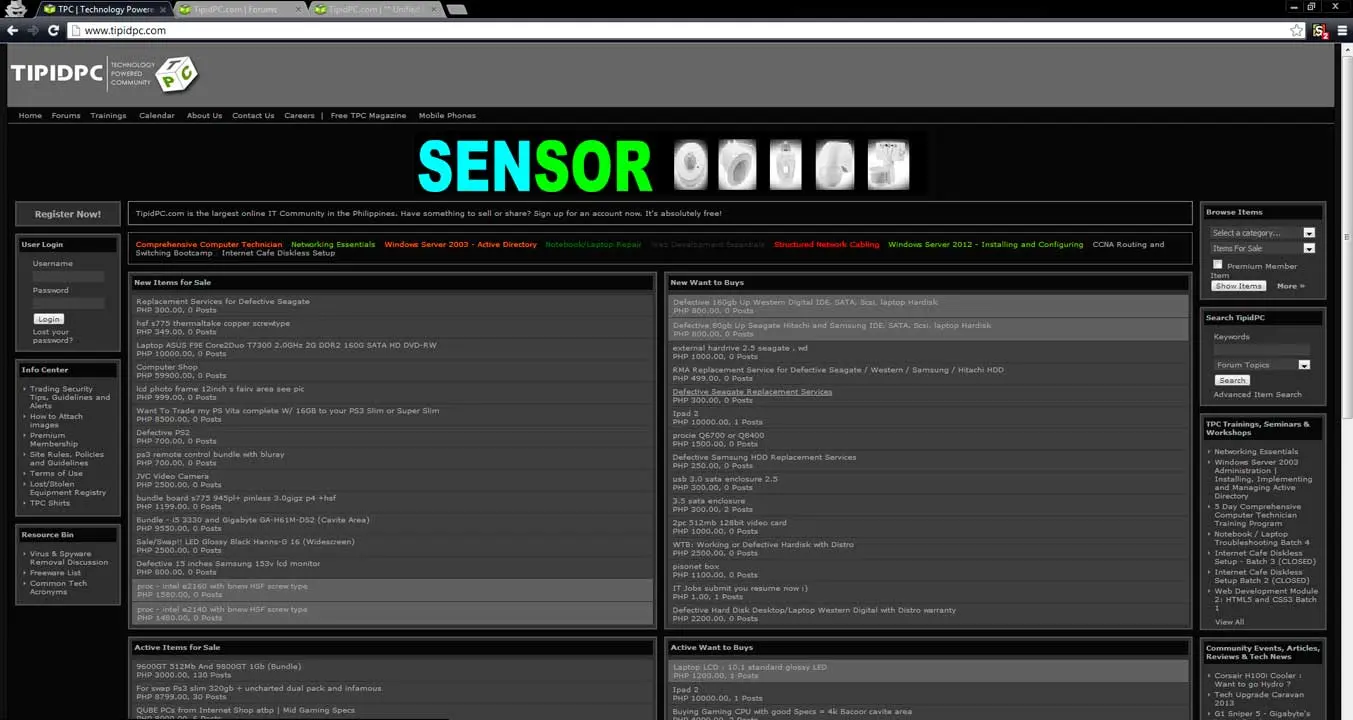 TPC | Technology Powere
TipidPC.com | Forums
TipidPC.com | ** Unified
www.tipidpc.com
TIPIDPC
TECHNOLOGY
POWERED
COMMUNITY
TPC
Home Forums Trainings Calendar About Us Contact Us Careers | Free TPC Magazine Mobile Phones
SENSOR
Register Now!
User Login
Username
Password
Login
Lost your
password?
Info Center
Trading Security
Tips, Guidelines and
Alerts
How to Attach
images
Premium
Membership
Site Rules, Policies
and Guidelines
Terms of Use
Lost/Stolen
Equipment Registry
TPC Shirts
Resource Bin
Virus & Spyware
Removal Discussion
Freeware List
Common Tech
Acronyms
TipidPC.com is the largest online IT Community in the Philippines. Have something to sell or share? Sign up for an account now. It's absolutely free!
Comprehensive Computer Technician Networking Essentials Windows Server 2003 - Active Directory Notebook/Laptop Repair Web Development Essentials Structured Network Cabling Windows Server 2012 - Installing and Configuring CCNA Routing and
Switching Bootcamp Internet Cafe Diskless Setup
New Items for Sale
Replacement Services for Defective Seagate
PHP 300.00, 0 Posts
hsf s775 thermaltake copper screwtype
PHP 349.00, 0 Posts
Laptop ASUS F9E Core2Duo T7300 2.0GHz 2G DDR2 160G SATA HD DVD-RW
PHP 10000.00, 0 Posts
Computer Shop
PHP 59900.00, 0 Posts
lcd photo frame 12inch s fairv area see pic
PHP 999.00, 0 Posts
Want To Trade my PS Vita complete W/ 16GB to your PS3 Slim or Super Slim
PHP 8500.00, 0 Posts
Defective PS2
PHP 700.00, 0 Posts
ps3 remote control bundle with bluray
PHP 700.00, 0 Posts
JVC Video Camera
PHP 2500.00, 0 Posts
bundle board s775 945pl+ pinless 3.0gigz p4 +hsf
PHP 1199.00, 0 Posts
Bundle - i5 3330 and Gigabyte GA-H61M-DS2 (Cavite Area)
PHP 9550.00, 0 Posts
Sale/Swap!! LED Glossy Black Hanns-G 16 (Widescreen)
PHP 2500.00, 0 Posts
Defective 15 inches Samsung 153v lcd monitor
PHP 800.00, 0 Posts
proc - intel e2160 with bnew HSF screw type
PHP 1580.00, 0 Posts
proc - intel e2140 with bnew HSF screw type
PHP 1480.00, 0 Posts
Active Items for Sale
9600GT 512Mb And 9800GT 1Gb (Bundle)
PHP 3000.00, 130 Posts
For swap Ps3 slim 320gb + uncharted dual pack and infamous
PHP 8799.00, 30 Posts
QUBE PCs from Internet Shop atbp | Mid Gaming Specs
New Want to Buys
Defective 160gb Up Western Digital IDE, SATA, Scsi, laptop Hardisk
PHP 800.00, 0 Posts
Defective 80gb Up Seagate Hitachi and Samsung IDE, SATA, Scsi, laptop Hardisk
PHP 800.00, 0 Posts
external hardrive 2.5 seagate , wd
PHP 1000.00, 0 Posts
RMA Replacement Service for Defective Seagate / Western / Samsung / Hitachi HDD
PHP 499.00, 0 Posts
Defective Seagate Replacement Services
PHP 300.00, 0 Posts
Ipad 2
PHP 10000.00, 1 Posts
procie Q6700 or Q8400
PHP 1500.00, 0 Posts
Defective Samsung HDD Replacement Services
PHP 250.00, 0 Posts
usb 3.0 sata enclosure 2.5
PHP 300.00, 0 Posts
3.5 sata enclosure
PHP 300.00, 2 Posts
2pc 512mb 128bit video card
PHP 1000.00, 0 Posts
WTB: Working or Defective Hardisk with Distro
PHP 2500.00, 0 Posts
pisonet box
PHP 1100.00, 0 Posts
IT Jobs submit you resume now :)
PHP 1.00, 1 Posts
Defective Hard Disk Desktop/Laptop Western Digital with Distro warranty
PHP 2200.00, 0 Posts
Active Want to Buys
Laptop LCD : 10.1 standard glossy LED
PHP 1200.00, 1 Posts
Ipad 2
PHP 10000.00, 1 Posts
Buying Gaming CPU with good Specs = 4k Bacoor cavite area
Browse Items
Select a category...
Items For Sale
Premium Member
Item
Show Items More »
Search TipidPC
Keywords
Forum Topics
Search
Advanced Item Search
TPC Trainings, Seminars &
Workshops
Networking Essentials
Windows Server 2003
Administration |
Installing, Implementing
and Managing Active
Directory
5 Day Comprehensive
Computer Technician
Training Program
Notebook / Laptop
Troubleshooting Batch 4
Internet Cafe Diskless
Setup - Batch 3 (CLOSED)
Internet Cafe Diskless
Setup Batch 2 (CLOSED)
Web Development Module
2: HTML5 and CSS3 Batch
1
View All
Community Events, Articles,
Reviews & Tech News
Corsair H100i Cooler :
Want to go Hydro ?
Tech Upgrade Caravan
2013
G1 Sniper 5 - Gigabyte's